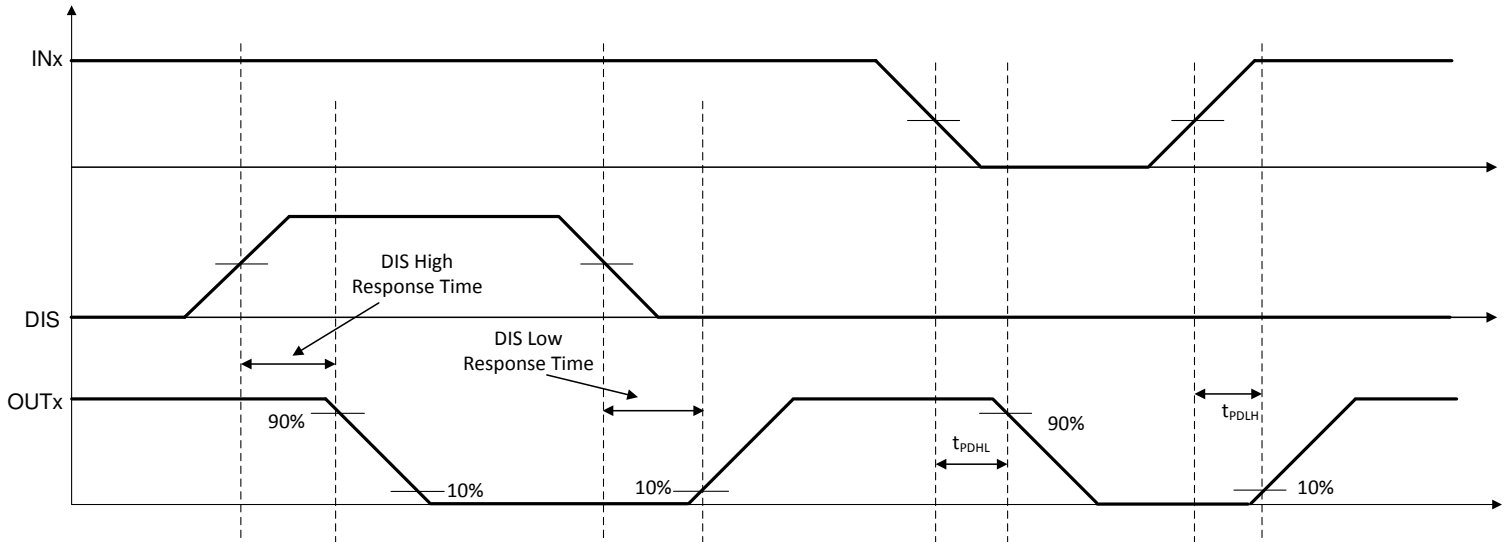 INx
DIS High
Response Time
DIS
DIS Low
Response Time
OUTx
90%
10%
10%
tPDHL
90%
tPDLH
10%